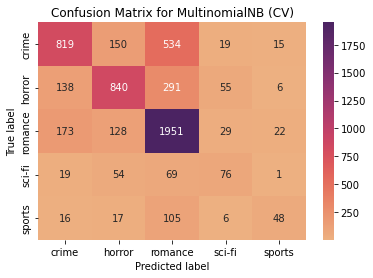 Confusion Matrix for MultinomialNB (CV)
True label
crime 819 150 534 19 15
horror 138 840 291 55 6
romance 173 128 1951 29 22
sci-fi 19 54 69 76 1
sports 16 17 105 6 48
crime horror romance sci-fi sports
Predicted label
1750
1500
1250
1000
750
500
250